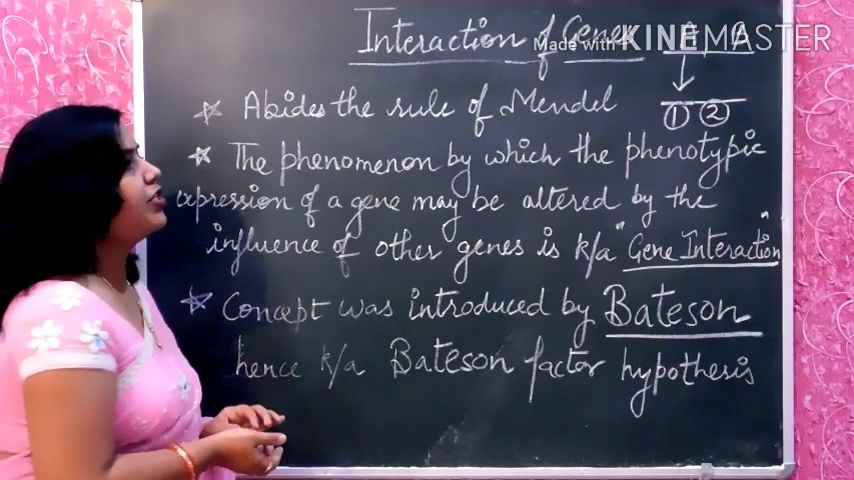 Interaction of Genes A B
Made with KINEMASTER
☆ Abides the rule of Mendel
① ②
☆ The phenomenon by which the phenotypic
expression of a gene may be altered by the
influence of other genes is k/a "Gene Interaction"
☆ Concept was introduced by Bateson
hence k/a Bateson factor hypothesis